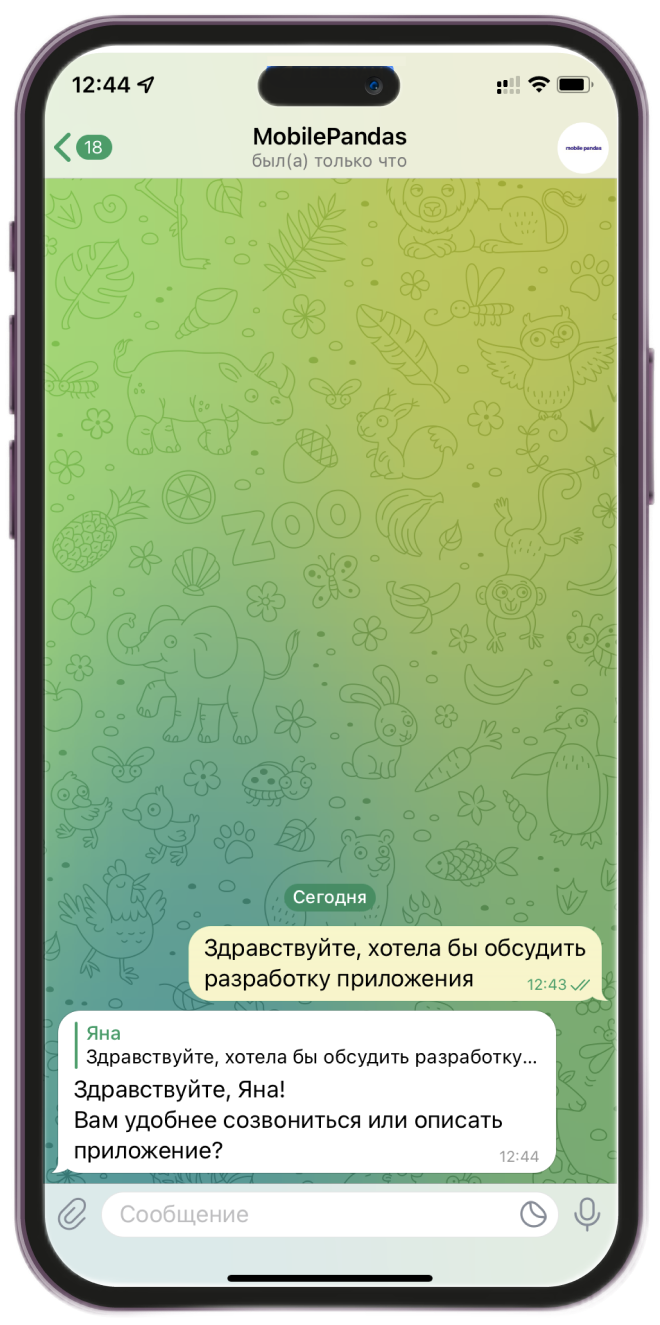 12:44
18
MobilePandas
был(а) только что
mobile pandas
ZOO
Сегодня
Здравствуйте, хотела бы обсудить
разработку приложения
12:43
Яна
Здравствуйте, хотела бы обсудить разработку...
Здравствуйте, Яна!
Вам удобнее созвониться или описать
приложение?
12:44
Сообщение